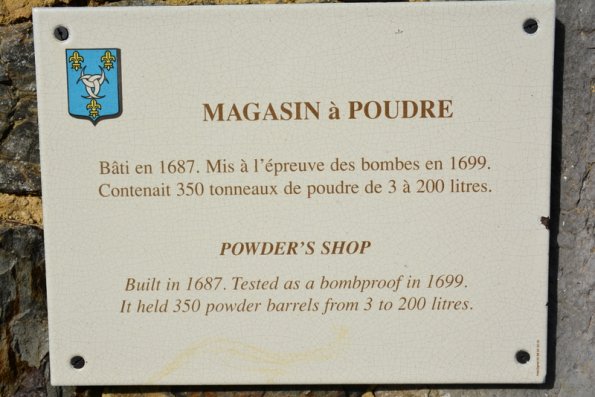 MAGASIN à POUDRE
Bâti en 1687. Mis à l'épreuve des bombes en 1699.
Contenait 350 tonneaux de poudre de 3 à 200 litres.
POWDER'S SHOP
Built in 1687. Tested as a bombproof in 1699.
It held 350 powder barrels from 3 to 200 litres.